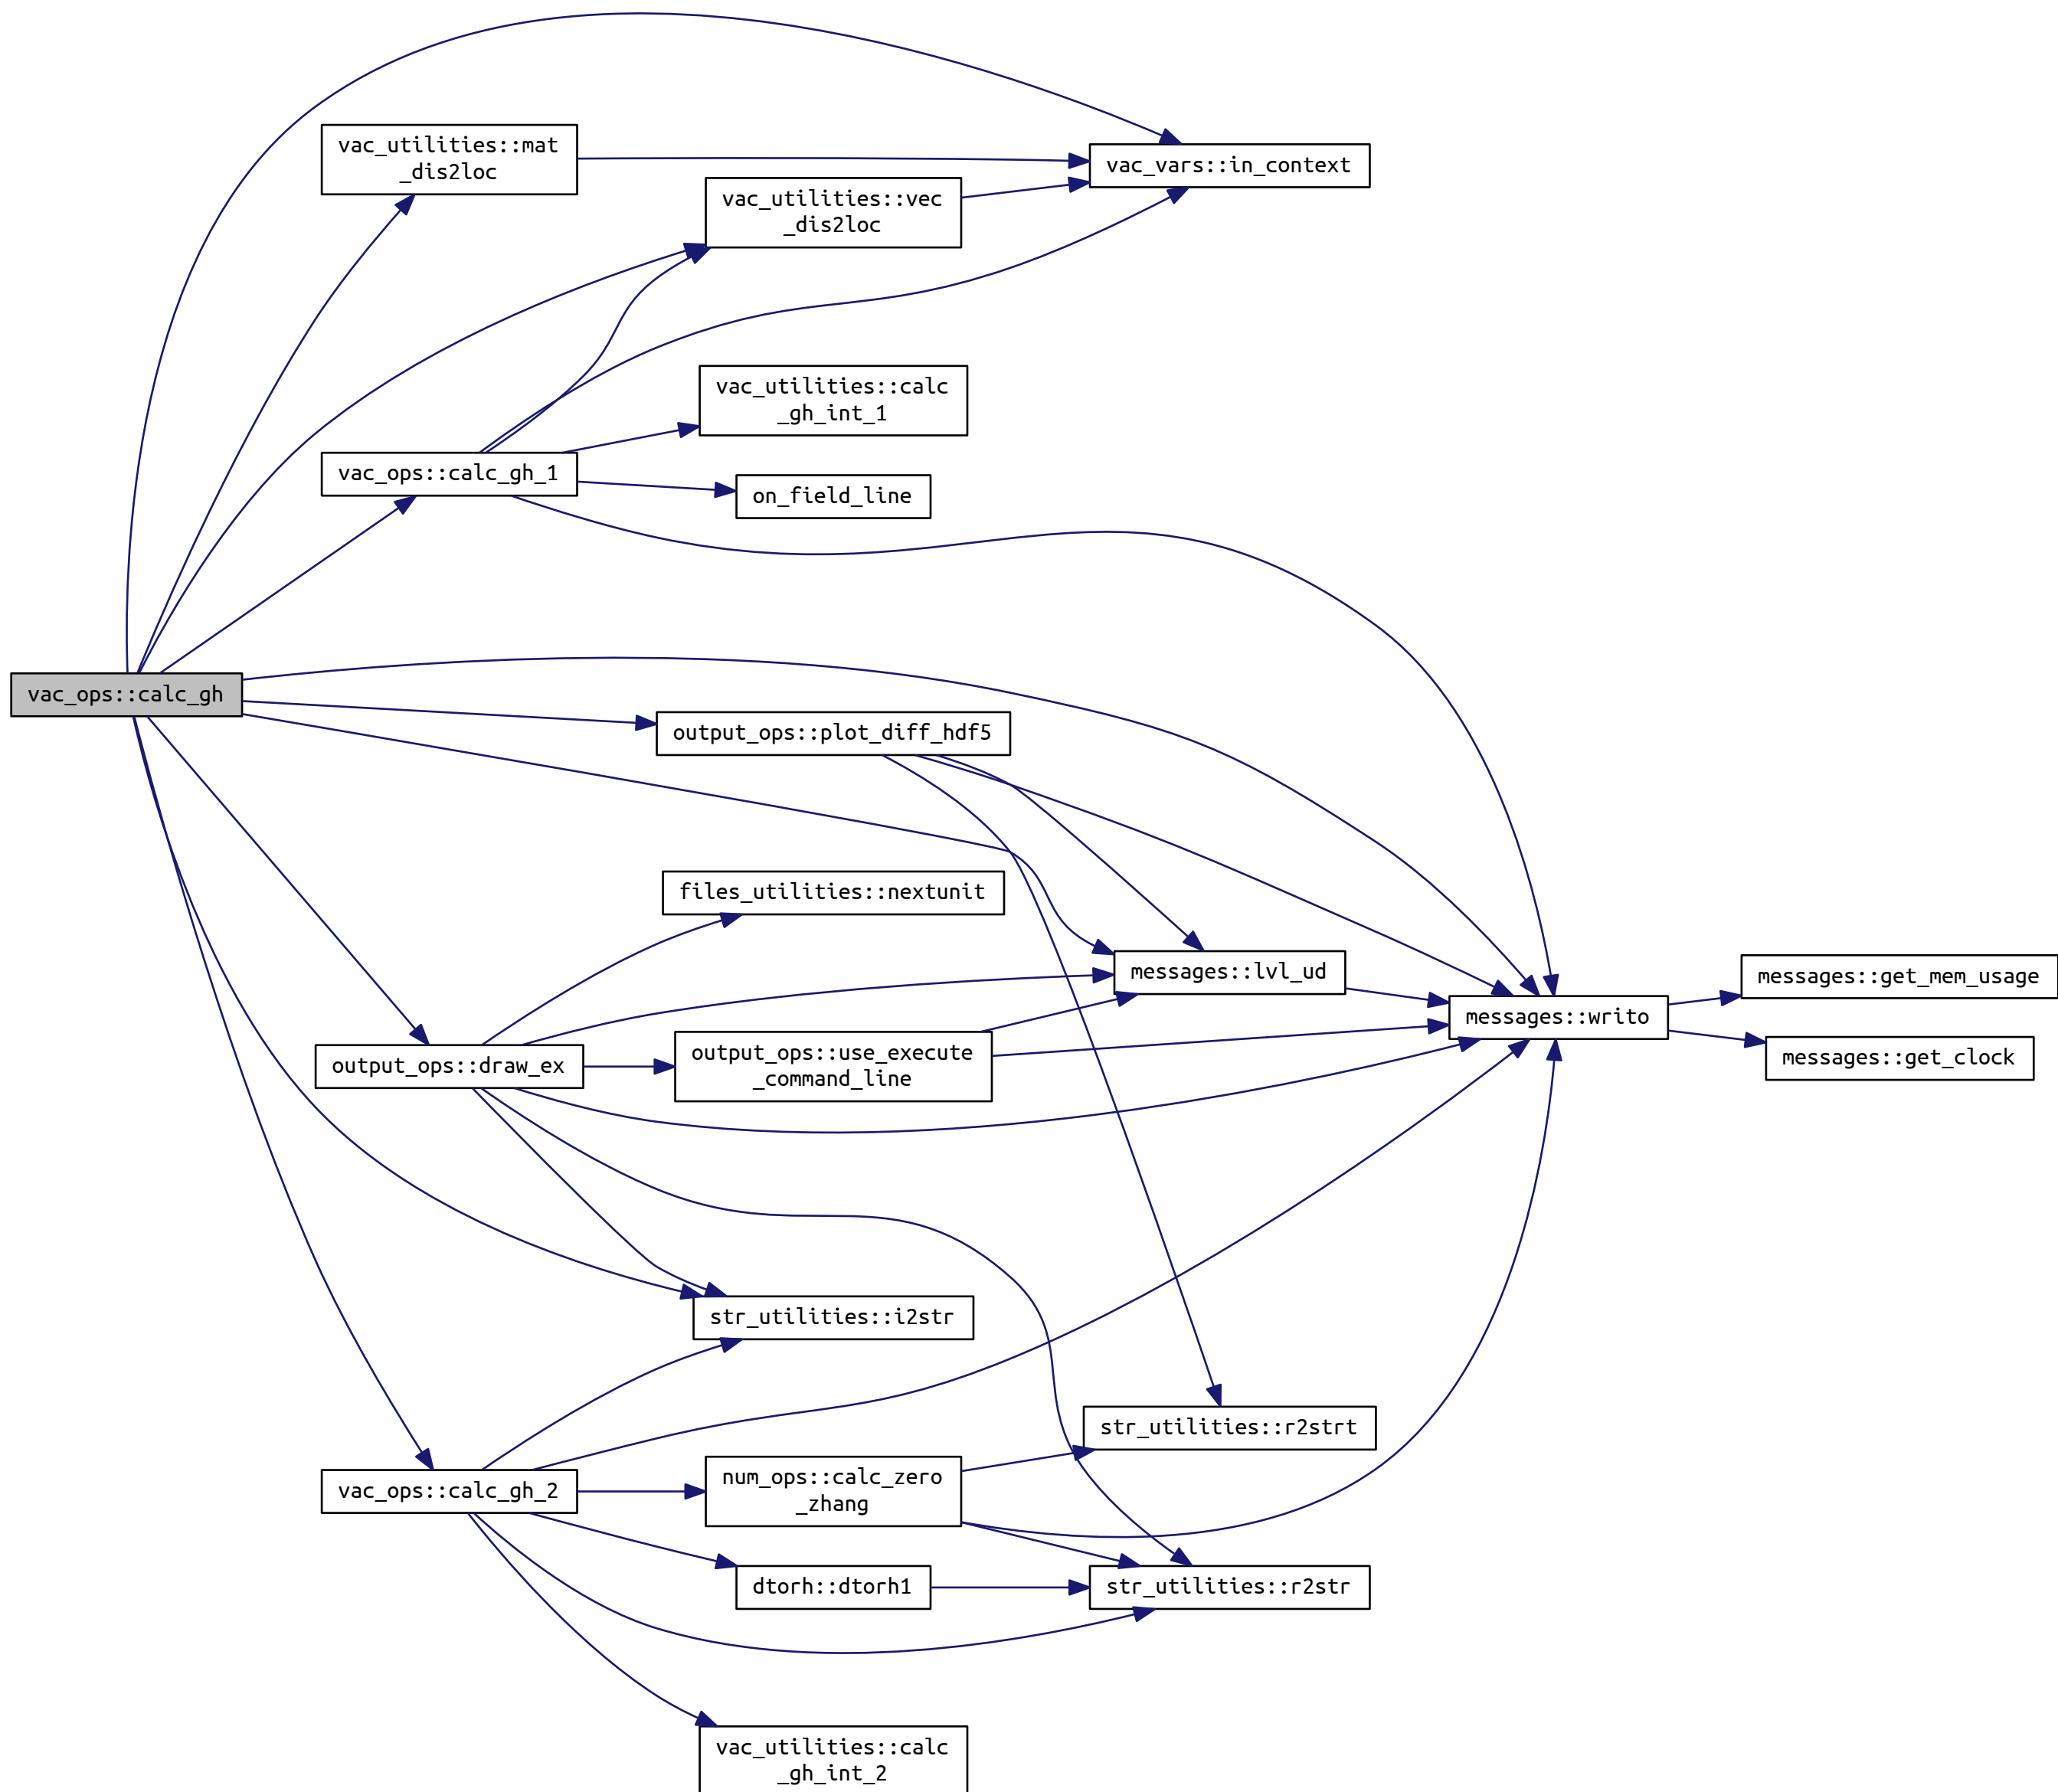 vac_utilities::mat
_dis2loc
vac_vars::in_context
vac_utilities::vec
_dis2loc
vac_utilities::calc
_gh_int_1
vac_ops::calc_gh_1
on_field_line
vac_ops::calc_gh
output_ops::plot_diff_hdf5
files_utilities::nextunit
messages::lvl_ud
messages::get_mem_usage
messages::writo
messages::get_clock
output_ops::draw_ex
output_ops::use_execute
_command_line
str_utilities::i2str
str_utilities::r2strt
vac_ops::calc_gh_2
num_ops::calc_zero
_zhang
dtorh::dtorh1
str_utilities::r2str
vac_utilities::calc
_gh_int_2